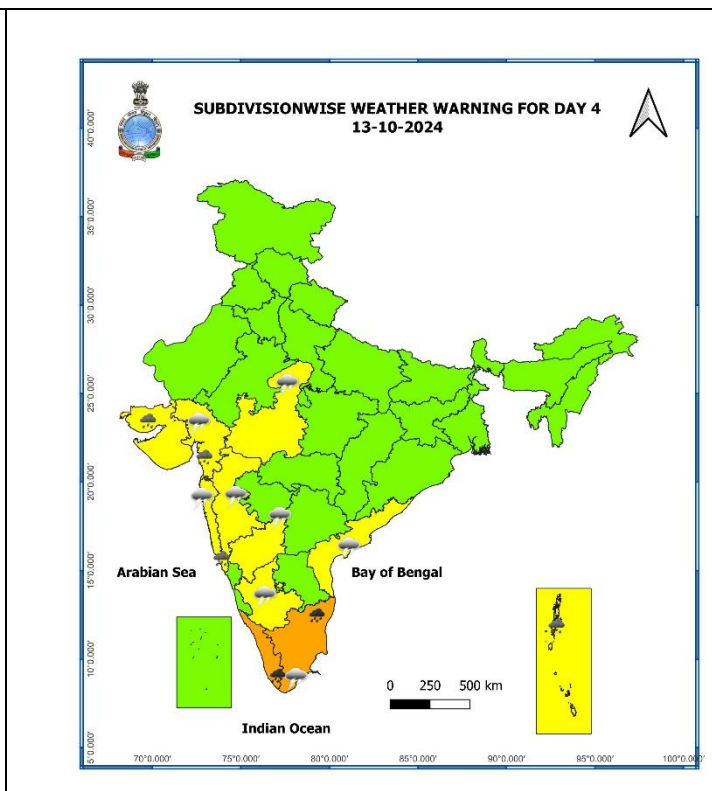 SUBDIVISIONWISE WEATHER WARNING FOR DAY 4
13-10-2024
40°0.000'
35°0.000'
30°0.000'
25°0.000'
20°0.000'
15°0.000'
10°0.000'
5°0.000'
Arabian Sea
Bay of Bengal
0 250 500 km
Indian Ocean
70°0.000' 75°0.000' 80°0.000' 85°0.000' 90°0.000' 95°0.000' 100°0.000'